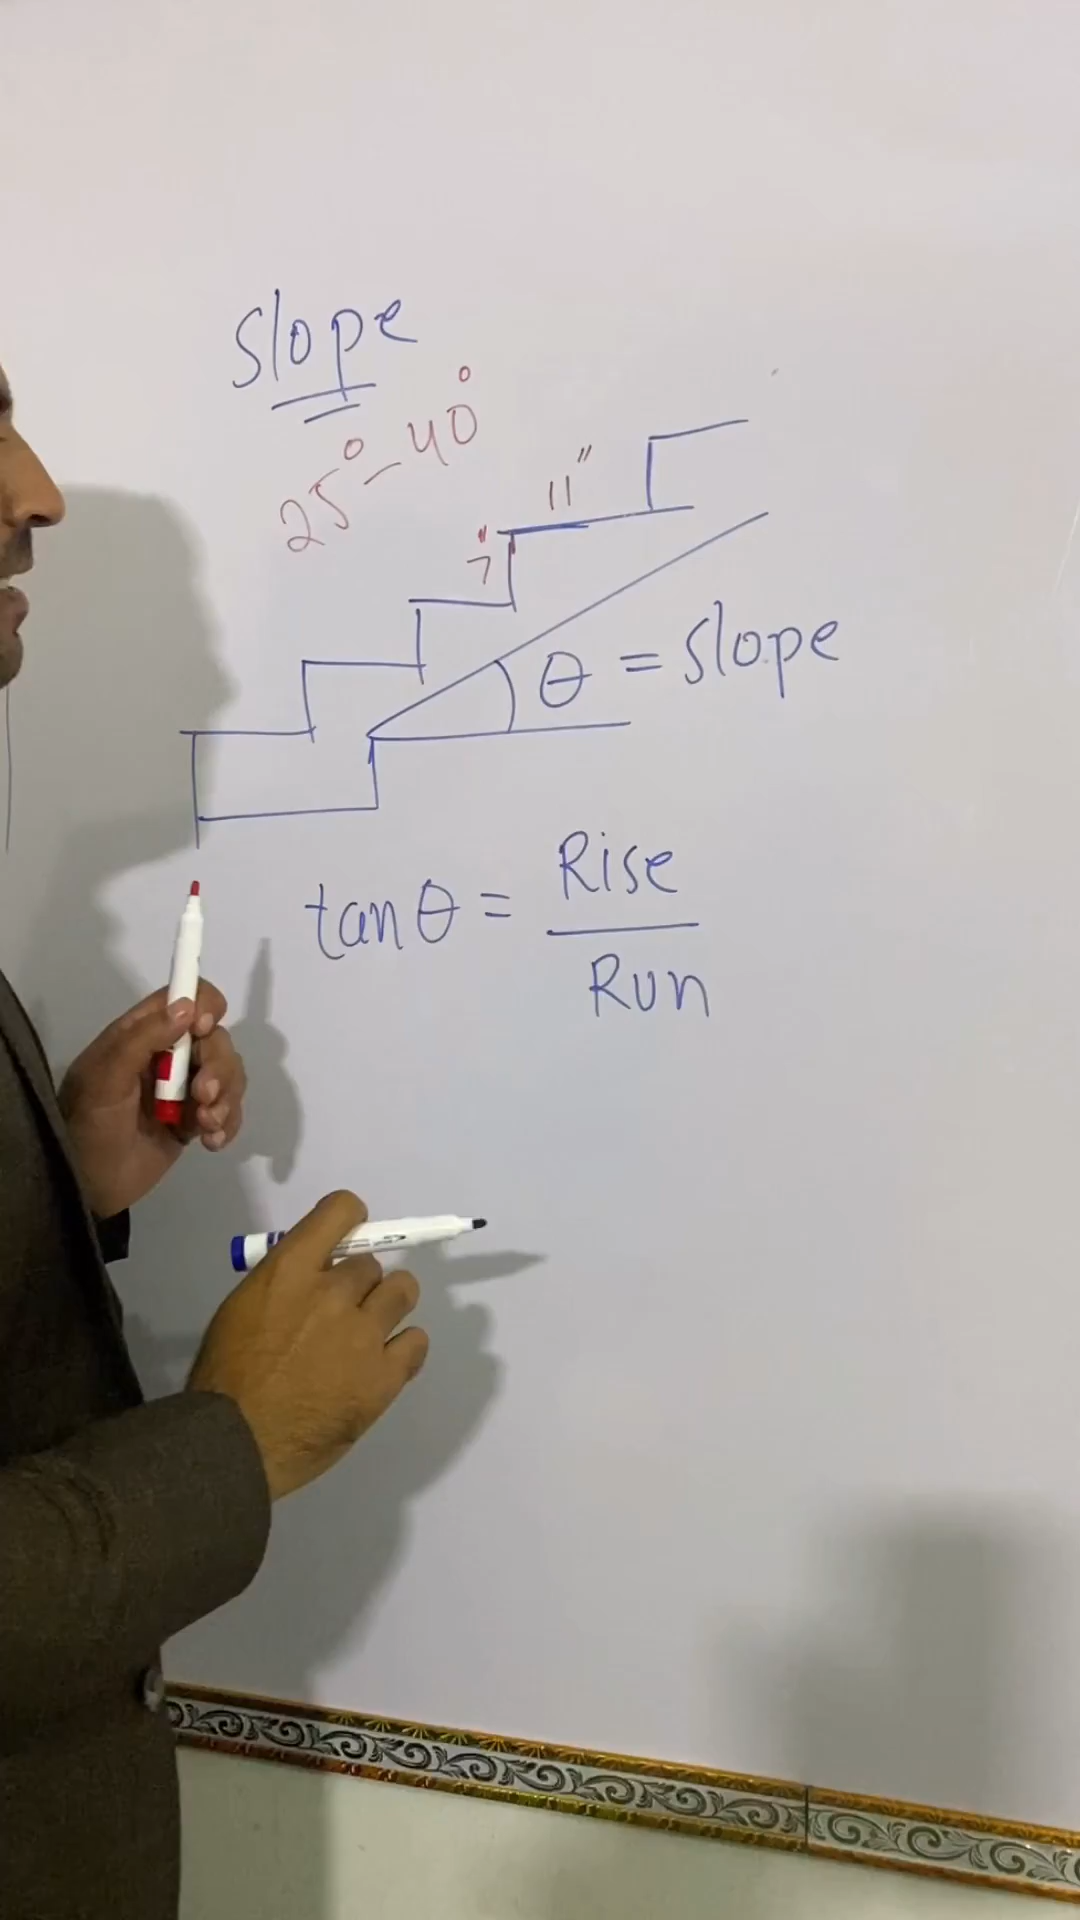 Slope
25°-40°
11"
7"
θ = slope
tan θ = Rise
Run